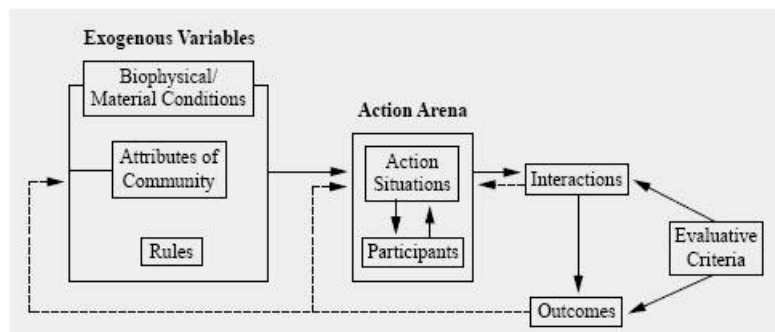 Exogenous Variables
Biophysical/
Material Conditions
Attributes of
Community
Rules
Action Arena
Action
Situations
Participants
Interactions
Evaluative
Criteria
Outcomes